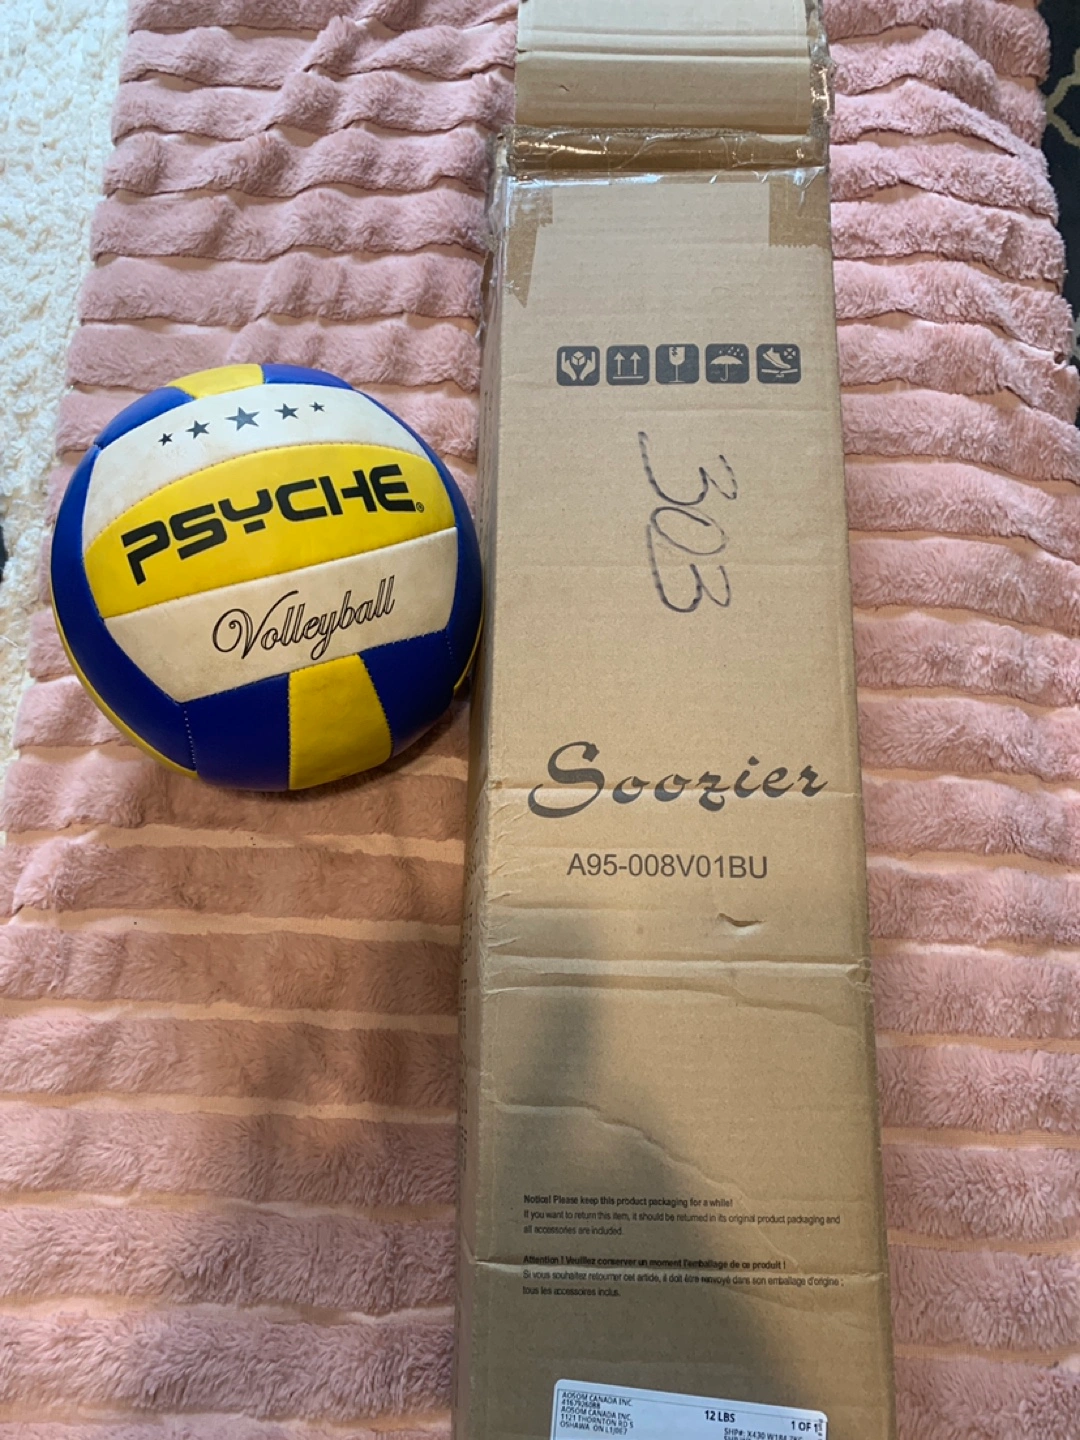 PSYCHE®
Volleyball
303
Soozier
A95-008V01BU
Notice! Please keep this product packaging for a while!
If you want to return this item, it should be returned in its original product packaging and
all accessories are included.
Attention ! Veuillez conserver un moment l'emballage de ce produit !
Si vous souhaitez retourner cet article, il doit être renvoyé dans son emballage d'origine ;
tous les accessoires inclus.
AOSOM CANADA INC.
4167926088
AOSOM CANADA INC.
1121 THORNTON RD S
OSHAWA ON L1J0E7
12 LBS
1 OF 1
SHP#: X430